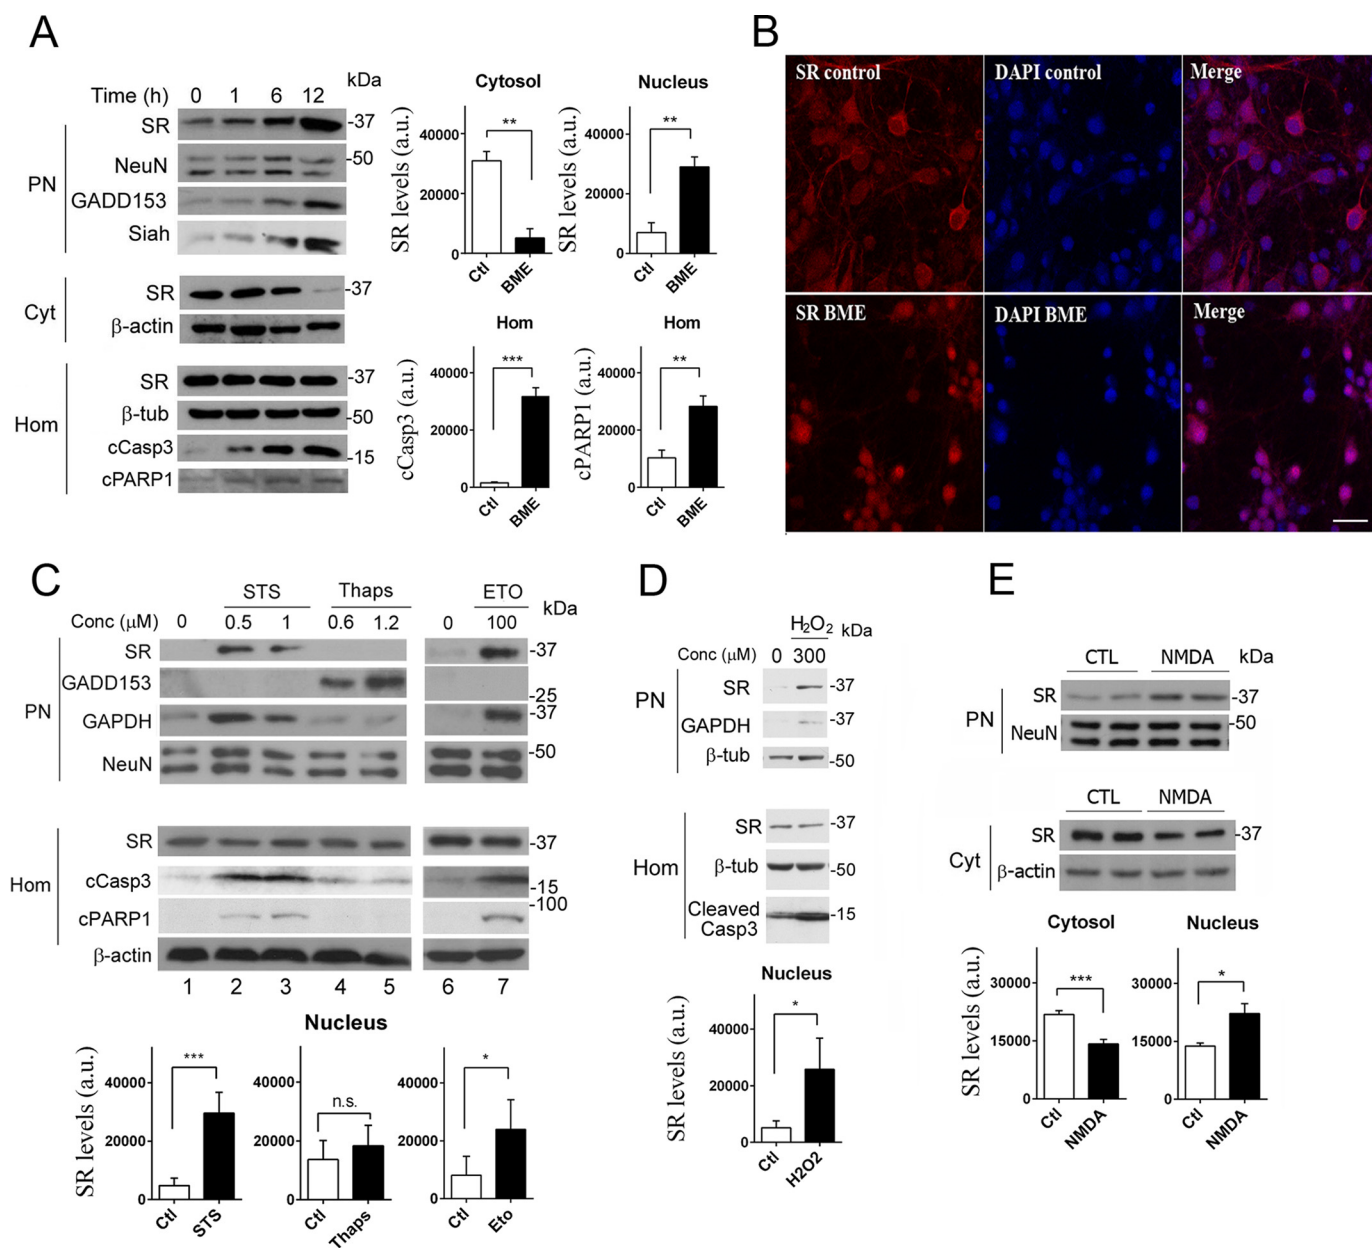 A
Time (h) 0 1 6 12 kDa
PN
SR -37
NeuN -50
GADD153
Siah
Cyt
SR -37
β-actin
Hom
SR -37
β-tub -50
cCasp3 -15
cPARP1
Cytosol
SR levels (a.u.)
40000
20000
0
**
Ctl BME
Nucleus
SR levels (a.u.)
40000
20000
0
**
Ctl BME
Hom
cCasp3 (a.u.)
40000
20000
0
***
Ctl BME
Hom
cPARP1 (a.u.)
40000
20000
0
**
Ctl BME
B
SR control DAPI control Merge
SR BME DAPI BME Merge
C
STS Thaps ETO
Conc (μM) 0 0.5 1 0.6 1.2 0 100 kDa
PN
SR -37
GADD153 -25
GAPDH -37
NeuN -50
Hom
SR -37
cCasp3 -15
cPARP1 -100
β-actin
1 2 3 4 5 6 7
Nucleus
SR levels (a.u.)
40000
20000
0
***
Ctl STS
40000
20000
0
n.s.
Ctl Thaps
40000
20000
0
*
Ctl Eto
D
H2O2 kDa
Conc (μM) 0 300
PN
SR -37
GAPDH -37
β-tub -50
Hom
SR -37
β-tub -50
Cleaved
Casp3 -15
Nucleus
SR levels (a.u.)
40000
20000
0
*
Ctl H2O2
E
CTL NMDA kDa
PN
SR -37
NeuN -50
CTL NMDA
Cyt
SR -37
β-actin
Cytosol
SR levels (a.u.)
30000
15000
0
***
Ctl NMDA
Nucleus
30000
15000
0
*
Ctl NMDA